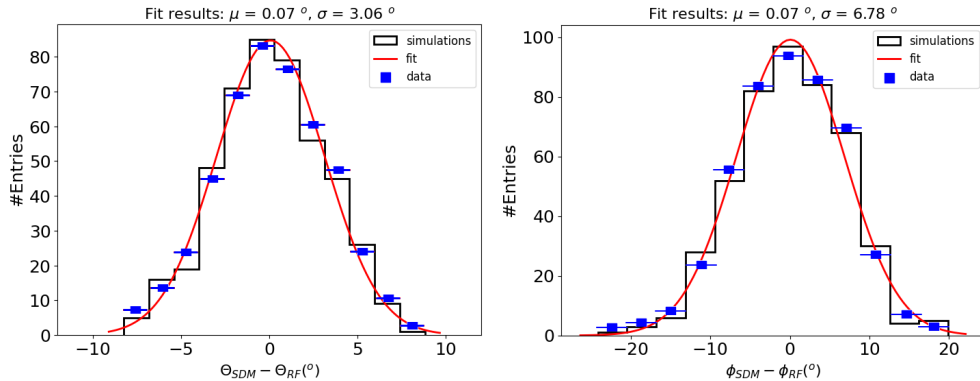 Fit results: μ = 0.07 °, σ = 3.06 °
simulations
fit
data
#Entries
80
70
60
50
40
30
20
10
0
−10
−5
0
5
10
Θ_SDM − Θ_RF(°)
Fit results: μ = 0.07 °, σ = 6.78 °
simulations
fit
data
#Entries
100
80
60
40
20
0
−20
−10
0
10
20
ϕ_SDM − ϕ_RF(°)